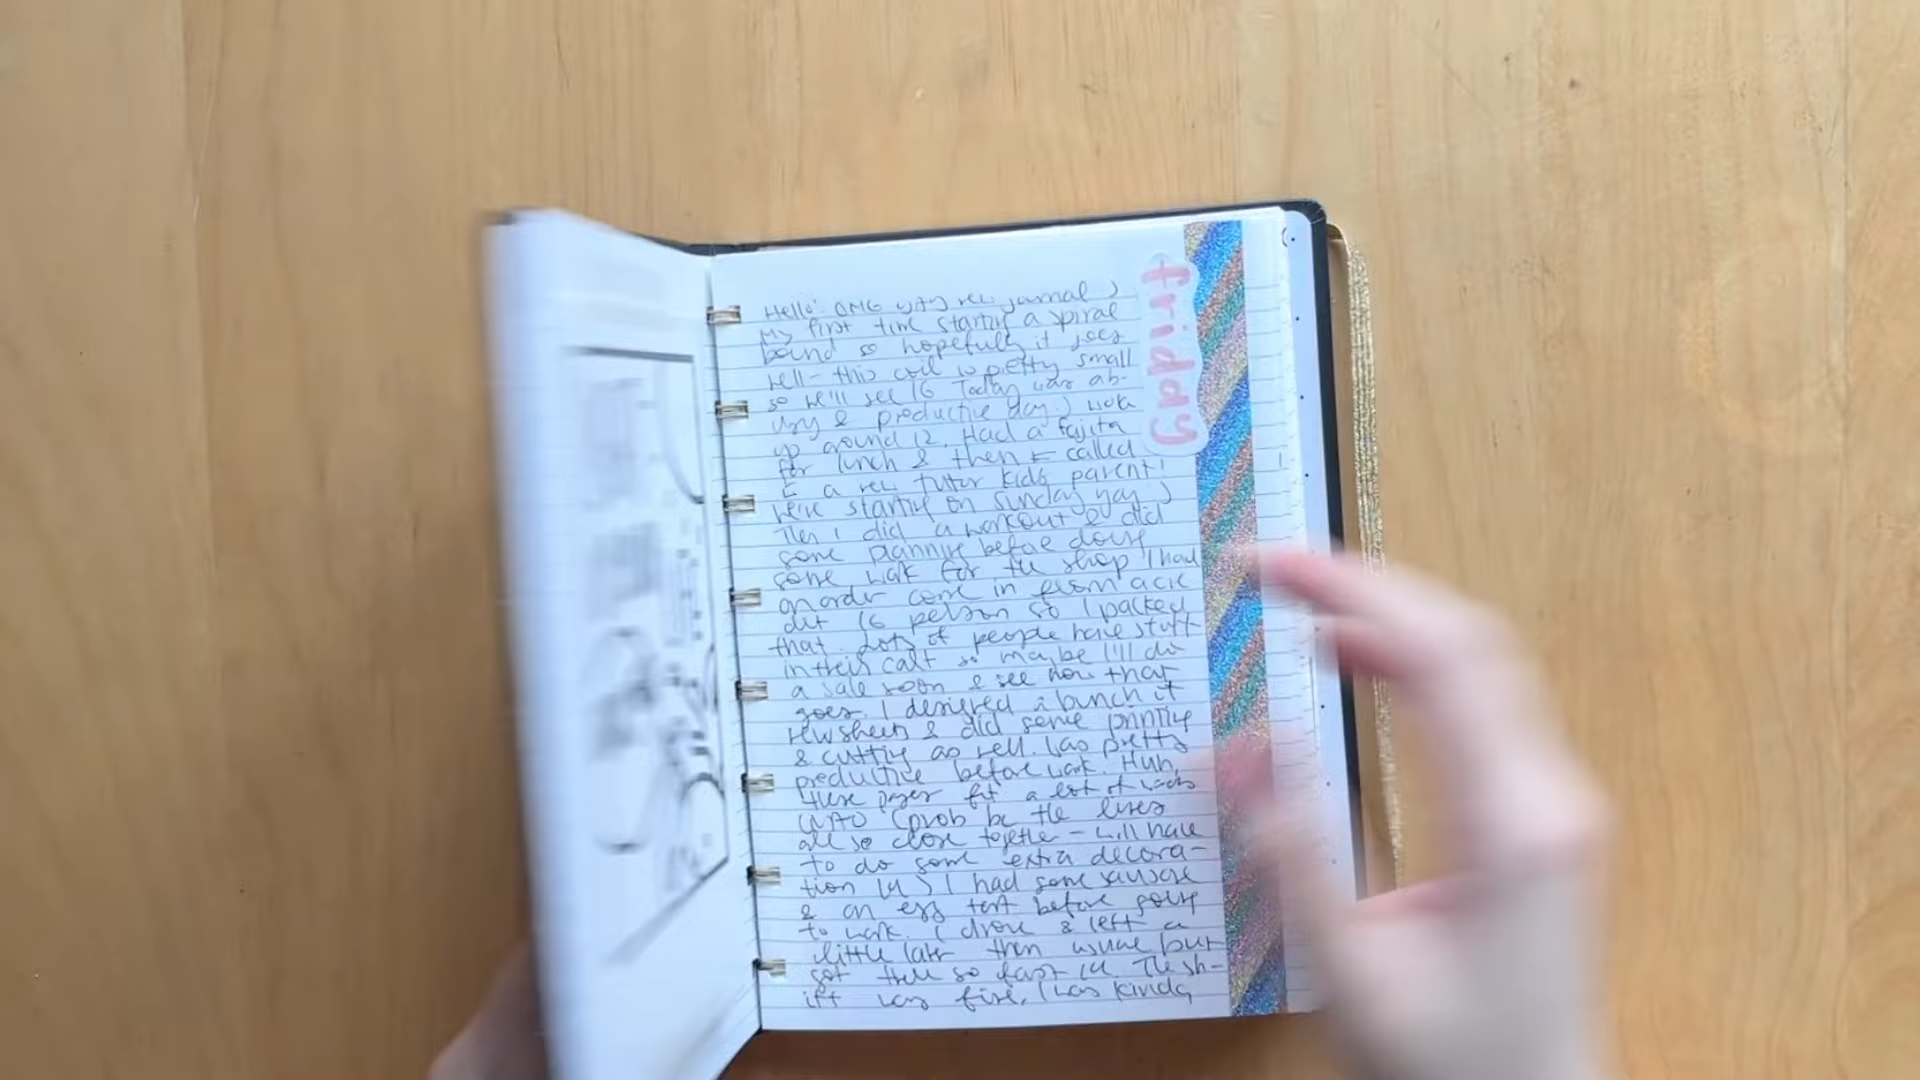 Hello! OMG yay new journal :)
My first time starting a spiral
bound so hopefully it goes
well - this coil is pretty small
so we'll see lG Today was a b-
usy & productive day :) woke
up around 12. Had a fajita
for lunch & then I called
a new tutor kid's parent!
We're starting on Sunday yay :)
Then I did a workout & did
some planning before doing
some work for the shop I had
an order come in from a
person so I packed
that. Lots of people have stuff
in their cart so maybe I'll do
a sale soon & see how that
goes. I designed a bunch of
new sheets & did some printing
& cutting as well. Was pretty
productive before work. Huh,
these pages fit a lot of words
(prob bc the lines
all so close together - will have
to do some extra decora-
tion lol) I had some sausage
& an egg tart before going
to work. I drove & left a
little later then usual but
got there so fast lol. The sh-
ift was fine, I was kinda
friday